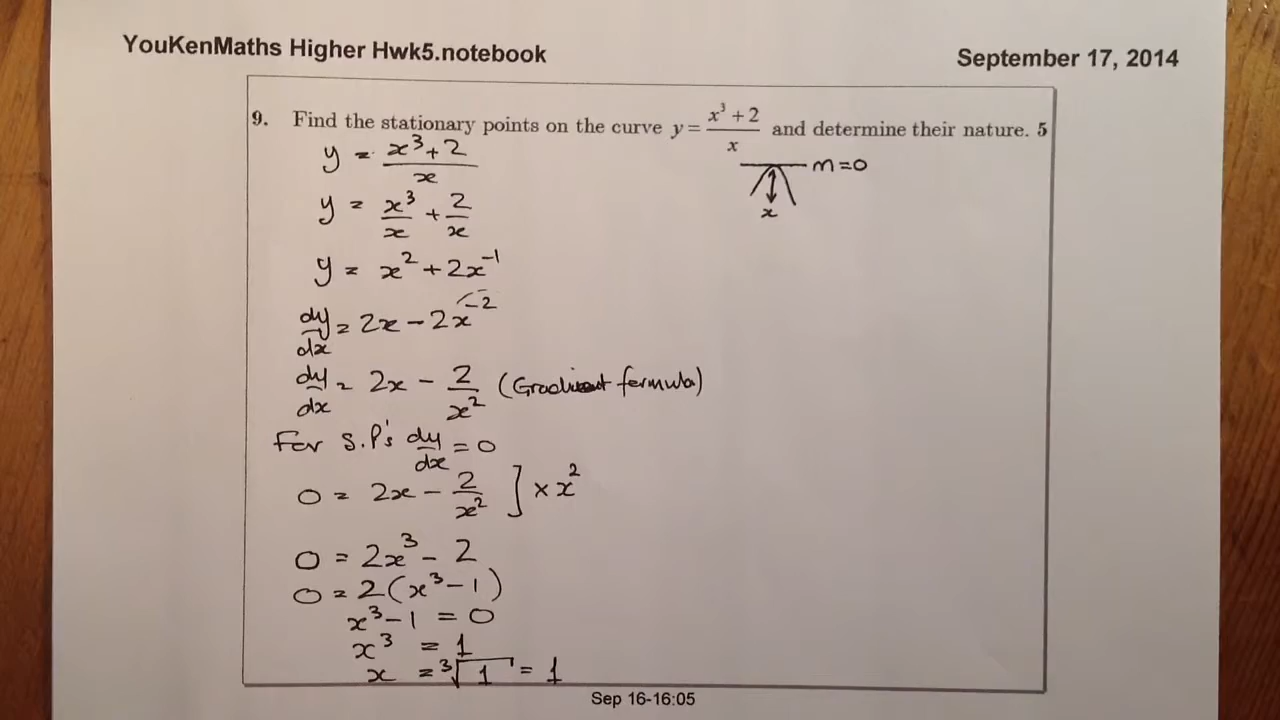 YouKenMaths Higher Hwk5.notebook
September 17, 2014
9. Find the stationary points on the curve y = (x³ + 2)/x and determine their nature. 5
y = (x³+2)/x
m=0
x
y = x³/x + 2/x
y = x² + 2x⁻¹
dy/dx = 2x - 2x⁻²
dy/dx = 2x - 2/x² (Gradient formula)
For S.P's dy/dx = 0
0 = 2x - 2/x² ] × x²
0 = 2x³ - 2
0 = 2(x³ - 1)
x³ - 1 = 0
x³ = 1
x = ³√1 = 1
Sep 16-16:05